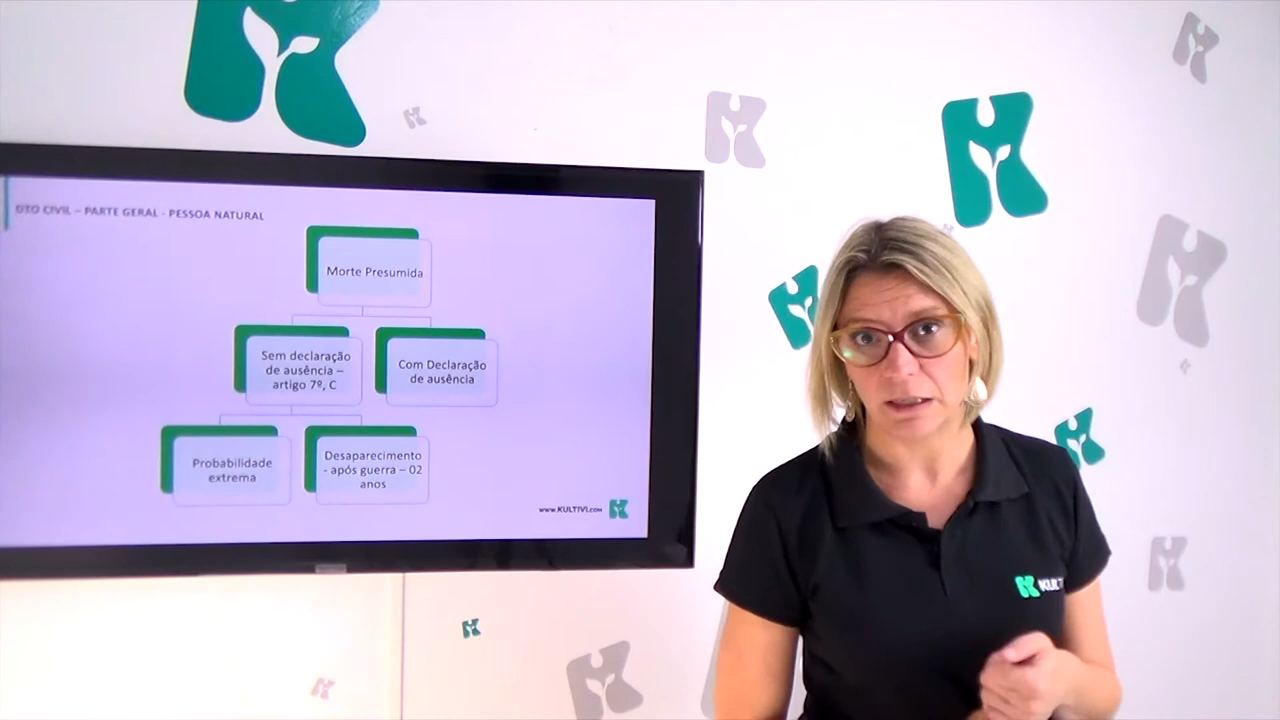 DTO CIVIL – PARTE GERAL - PESSOA NATURAL
Morte Presumida
Sem declaração
de ausência –
artigo 7º, C
Com Declaração
de ausência
Probabilidade
extrema
Desaparecimento
- após guerra – 02
anos
www.KULTIVI.COM